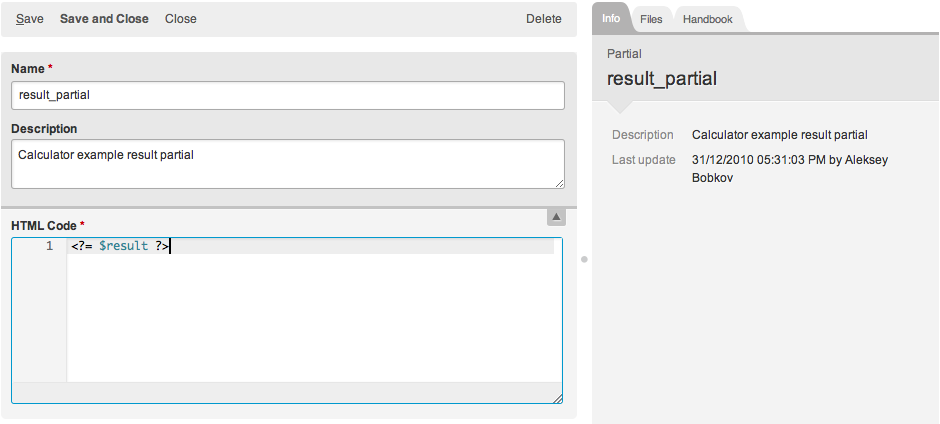 Save Save and Close Close Delete
Name *
result_partial
Description
Calculator example result partial
HTML Code *
1 <?= $result ?>
Info Files Handbook
Partial
result_partial
Description Calculator example result partial
Last update 31/12/2010 05:31:03 PM by Aleksey
Bobkov